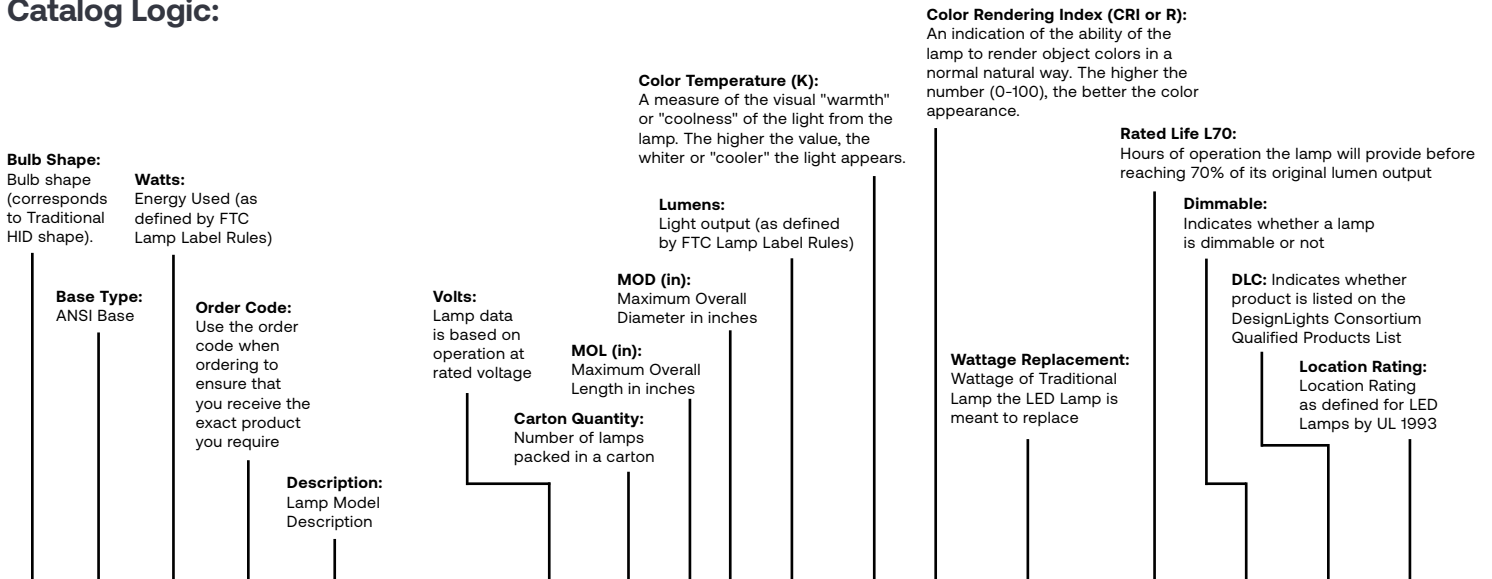 Catalog Logic:
Color Rendering Index (CRI or R):
An indication of the ability of the
lamp to render object colors in a
normal natural way. The higher the
number (0-100), the better the color
appearance.
Color Temperature (K):
A measure of the visual "warmth"
or "coolness" of the light from the
lamp. The higher the value, the
whiter or "cooler" the light appears.
Rated Life L70:
Hours of operation the lamp will provide before
reaching 70% of its original lumen output
Bulb Shape:
Bulb shape
(corresponds
to Traditional
HID shape).
Watts:
Energy Used (as
defined by FTC
Lamp Label Rules)
Lumens:
Light output (as defined
by FTC Lamp Label Rules)
Dimmable:
Indicates whether a lamp
is dimmable or not
Base Type:
ANSI Base
Order Code:
Use the order
code when
ordering to
ensure that
you receive the
exact product
you require
Volts:
Lamp data
is based on
operation at
rated voltage
MOD (in):
Maximum Overall
Diameter in inches
DLC: Indicates whether
product is listed on the
DesignLights Consortium
Qualified Products List
MOL (in):
Maximum Overall
Length in inches
Wattage Replacement:
Wattage of Traditional
Lamp the LED Lamp is
meant to replace
Location Rating:
Location Rating
as defined for LED
Lamps by UL 1993
Carton Quantity:
Number of lamps
packed in a carton
Description:
Lamp Model
Description